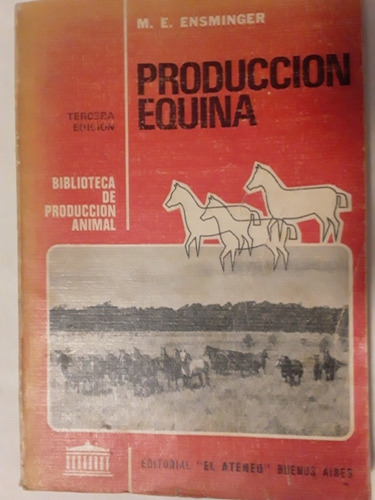 M. E. ENSMINGER
PRODUCCION
EQUINA
TERCERA
EDICION
BIBLIOTECA
DE
PRODUCCION
ANIMAL
EDITORIAL "EL ATENEO" BUENOS AIRES